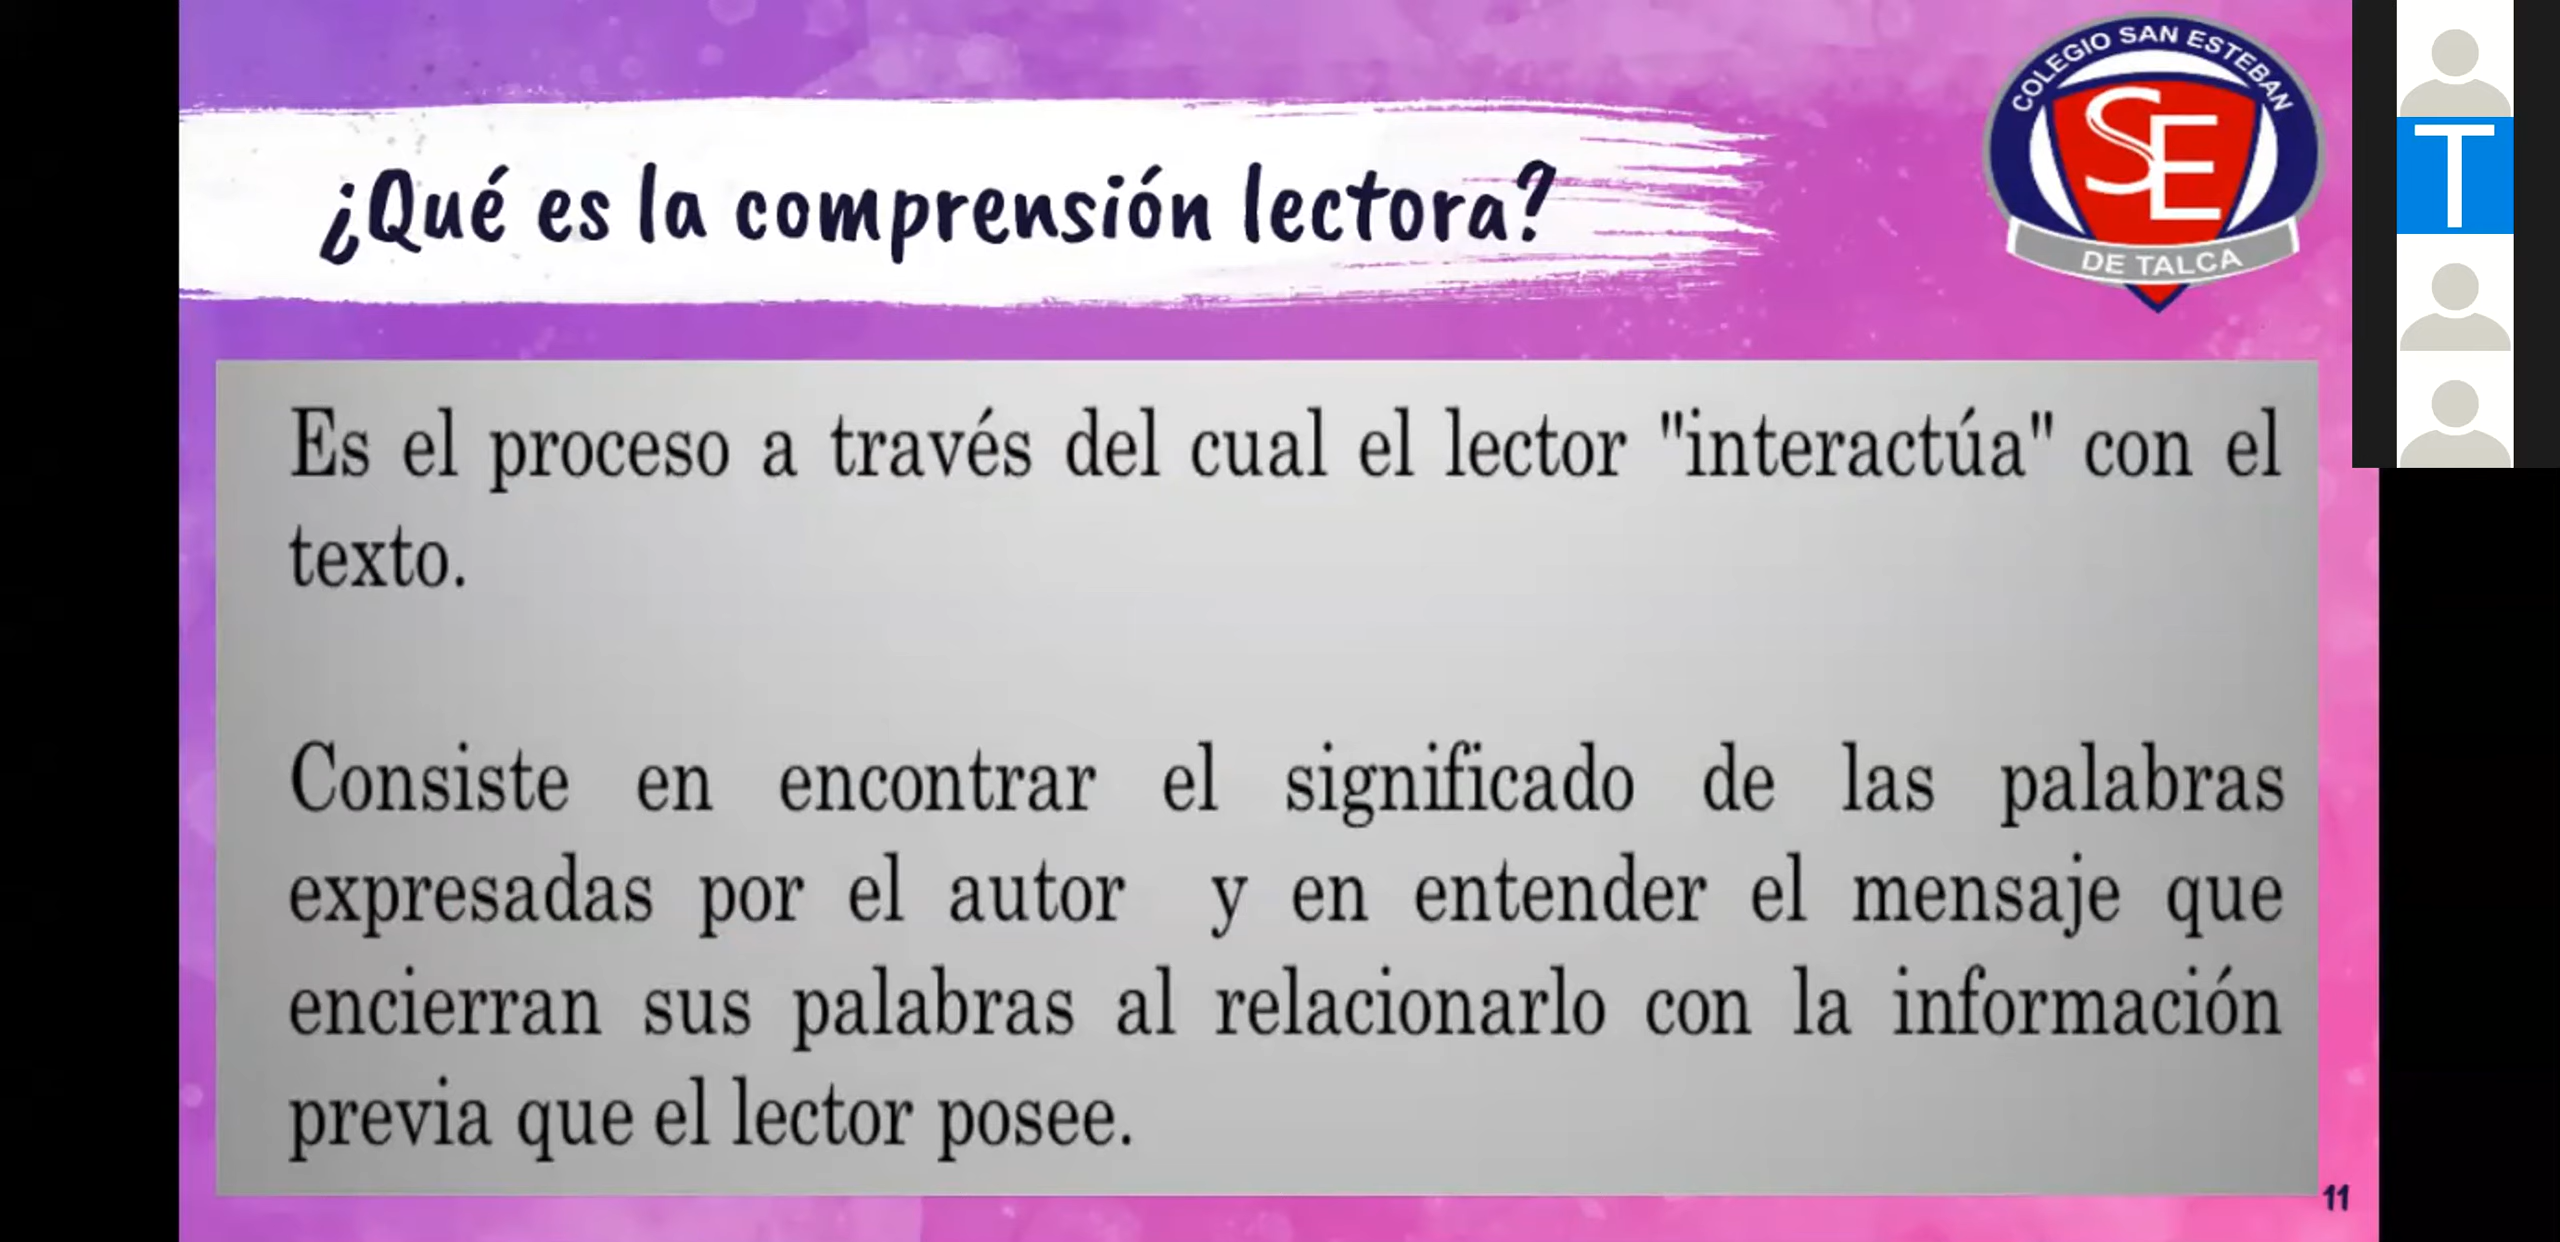 ¿Qué es la comprensión lectora?
COLEGIO SAN ESTEBAN
SE
DE TALCA
T
Es el proceso a través del cual el lector "interactúa" con el
texto.
Consiste en encontrar el significado de las palabras
expresadas por el autor y en entender el mensaje que
encierran sus palabras al relacionarlo con la información
previa que el lector posee.
11